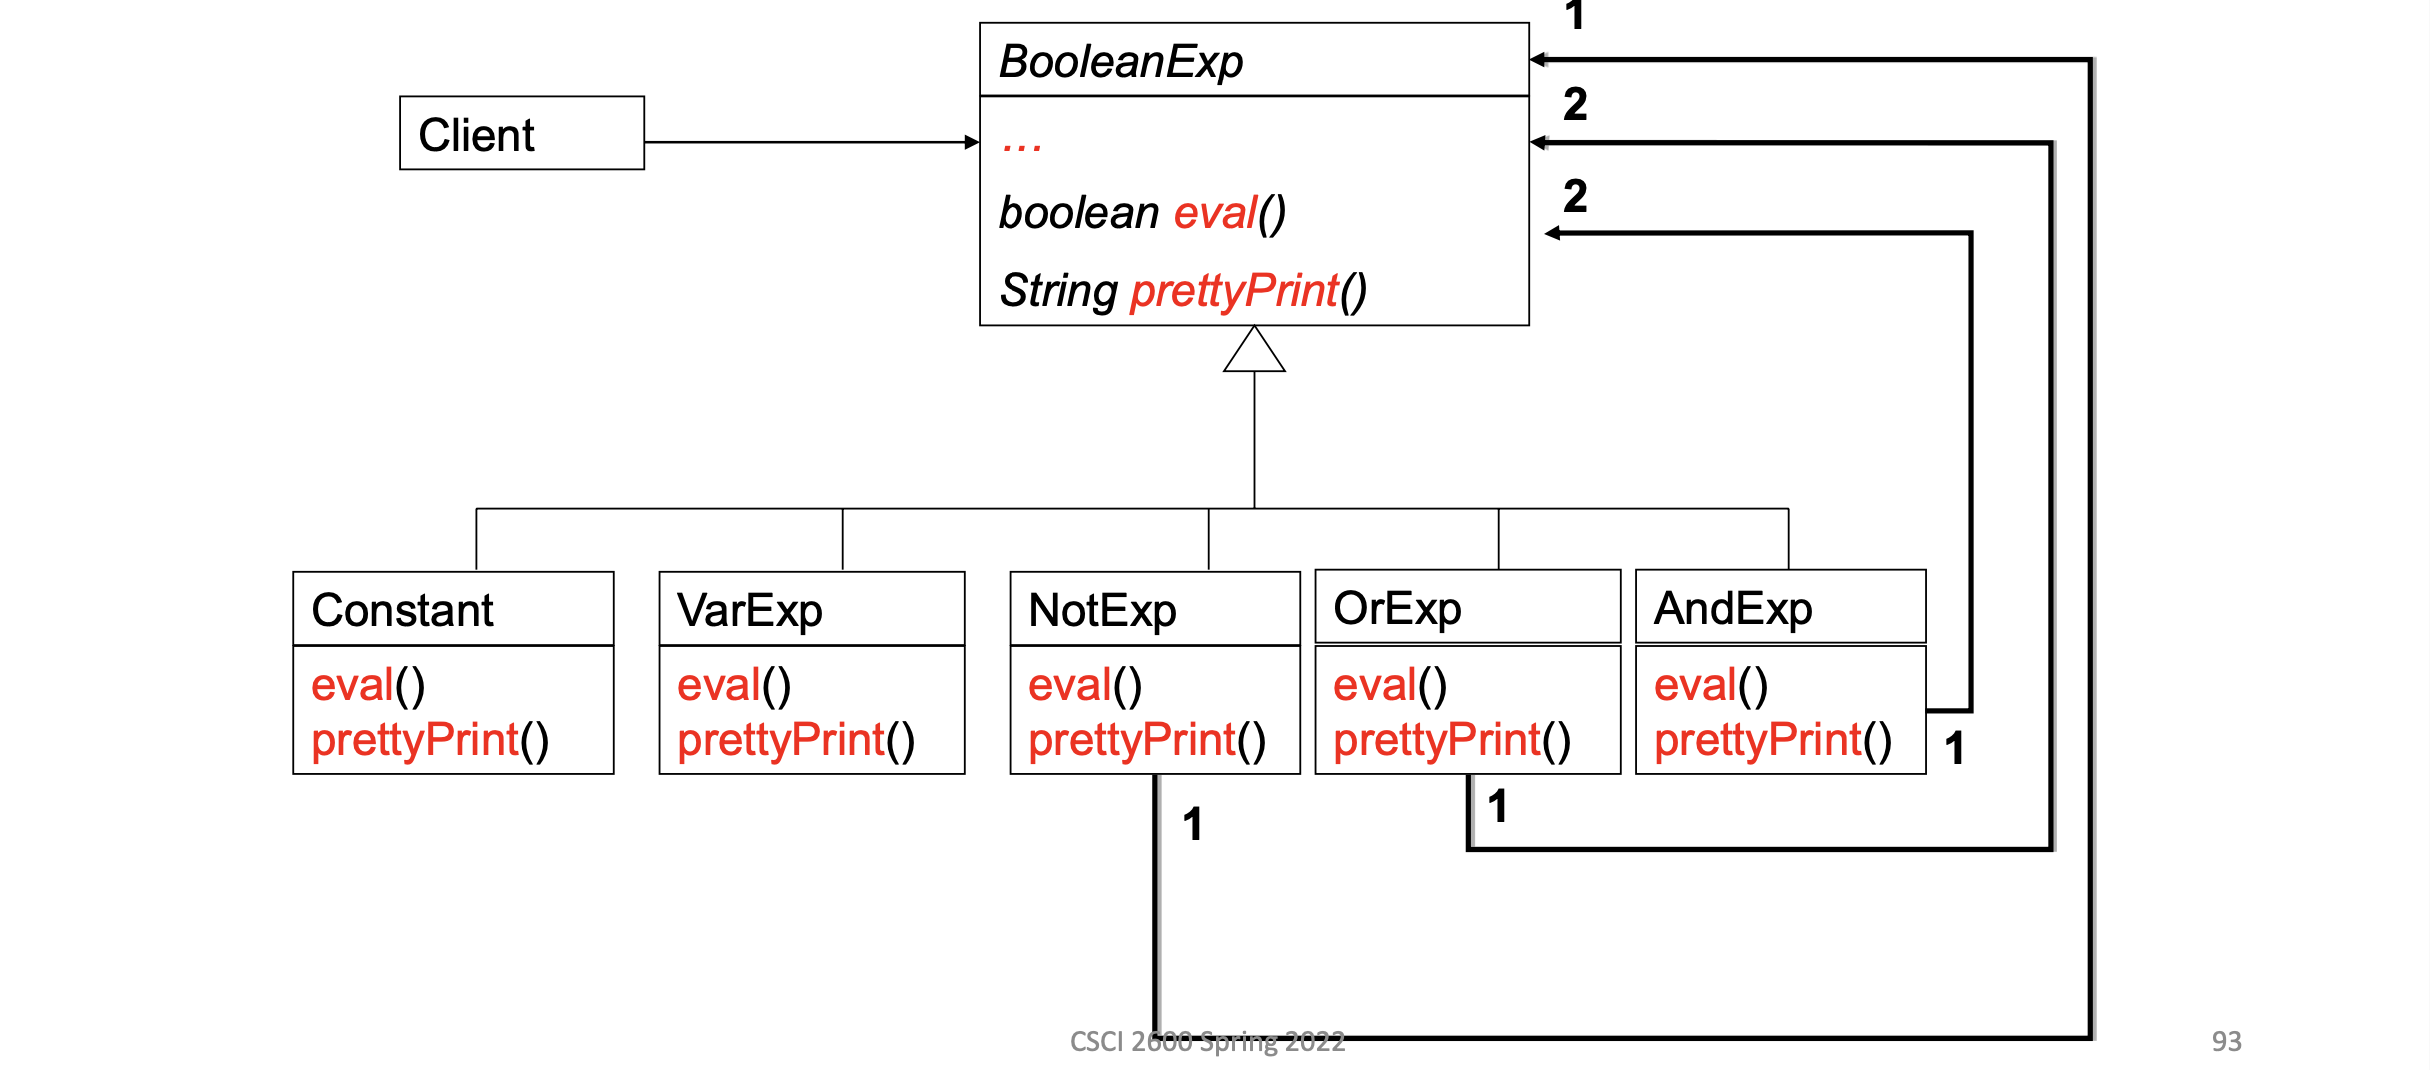 1
BooleanExp
2
Client
...
2
boolean eval()
String prettyPrint()
Constant
VarExp
NotExp
OrExp
AndExp
eval()
prettyPrint()
eval()
prettyPrint()
eval()
prettyPrint()
eval()
prettyPrint()
eval()
prettyPrint()
1
1
1
CSCI 2600 Spring 2022
93